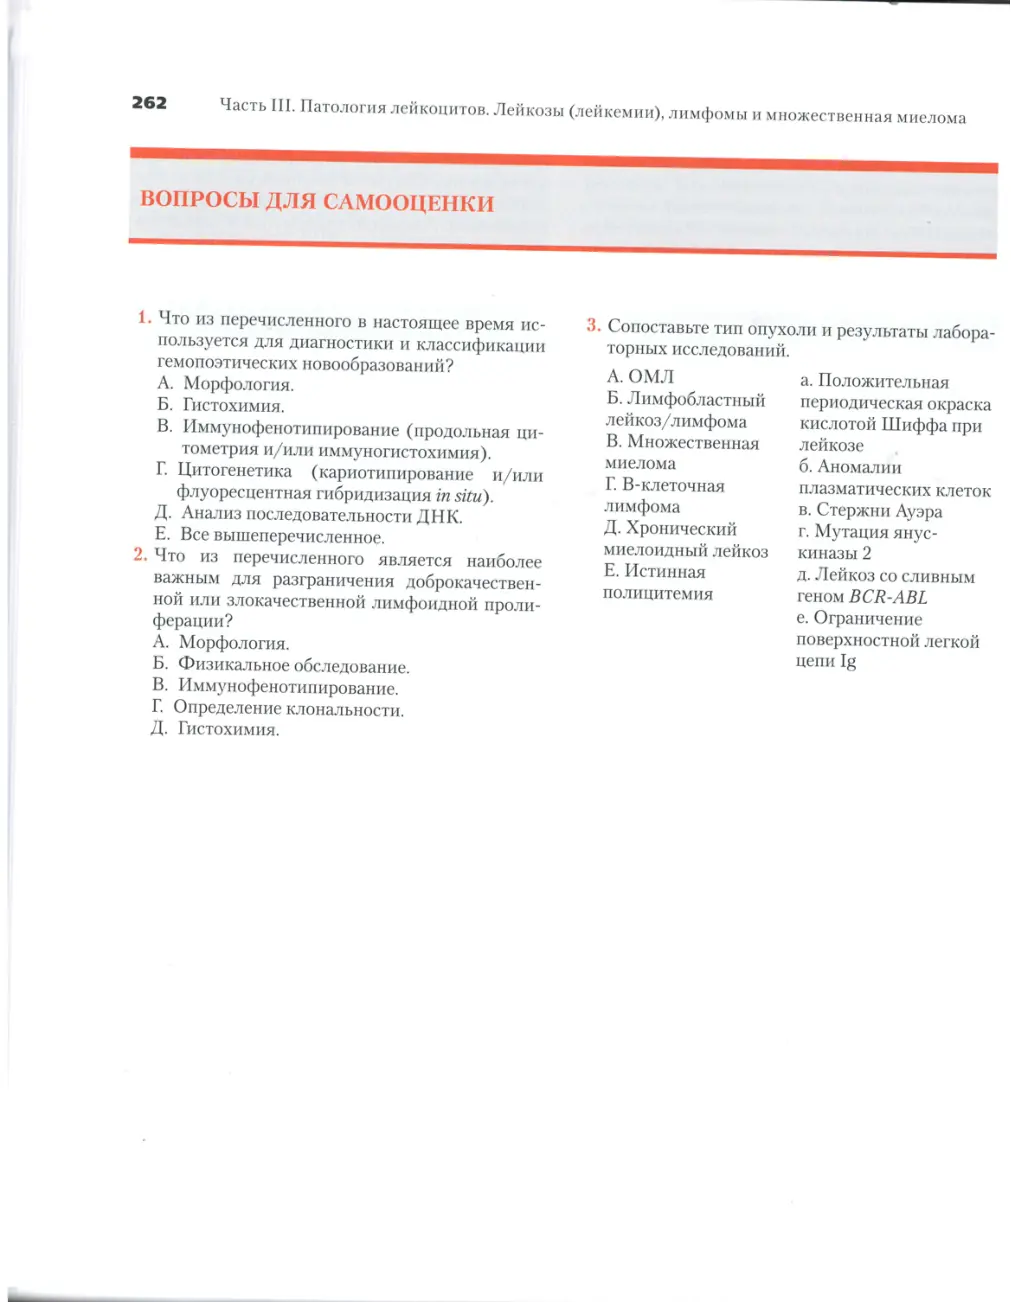 262 Часть III. Патология лейкоцитов. Лейкозы (лейкемии), лимфомы и множественная миелома
ВОПРОСЫ ДЛЯ САМООЦЕНКИ
1. Что из перечисленного в настоящее время ис-
пользуется для диагностики и классификации
гемопоэтических новообразований?
А. Морфология.
Б. Гистохимия.
В. Иммунофенотипирование (продольная ци-
тометрия и/или иммуногистохимия).
Г. Цитогенетика (кариотипирование и/или
флуоресцентная гибридизация in situ).
Д. Анализ последовательности ДНК.
Е. Все вышеперечисленное.
2. Что из перечисленного является наиболее
важным для разграничения доброкачествен-
ной или злокачественной лимфоидной проли-
ферации?
А. Морфология.
Б. Физикальное обследование.
В. Иммунофенотипирование.
Г. Определение клональности.
Д. Гистохимия.
3. Сопоставьте тип опухоли и результаты лабора-
торных исследований.
А. ОМЛ
Б. Лимфобластный
лейкоз/лимфома
В. Множественная
миелома
Г. В-клеточная
лимфома
Д. Хронический
миелоидный лейкоз
Е. Истинная
полицитемия
а. Положительная
периодическая окраска
кислотой Шиффа при
лейкозе
б. Аномалии
плазматических клеток
в. Стержни Ауэра
г. Мутация янус-
киназы 2
д. Лейкоз со сливным
геном BCR-ABL
е. Ограничение
поверхностной легкой
цепи Ig